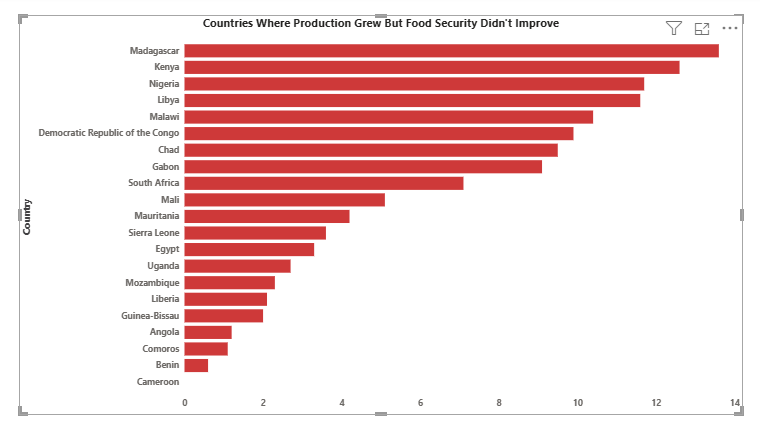 Countries Where Production Grew But Food Security Didn't Improve
Country
Madagascar
Kenya
Nigeria
Libya
Malawi
Democratic Republic of the Congo
Chad
Gabon
South Africa
Mali
Mauritania
Sierra Leone
Egypt
Uganda
Mozambique
Liberia
Guinea-Bissau
Angola
Comoros
Benin
Cameroon
0 2 4 6 8 10 12 14